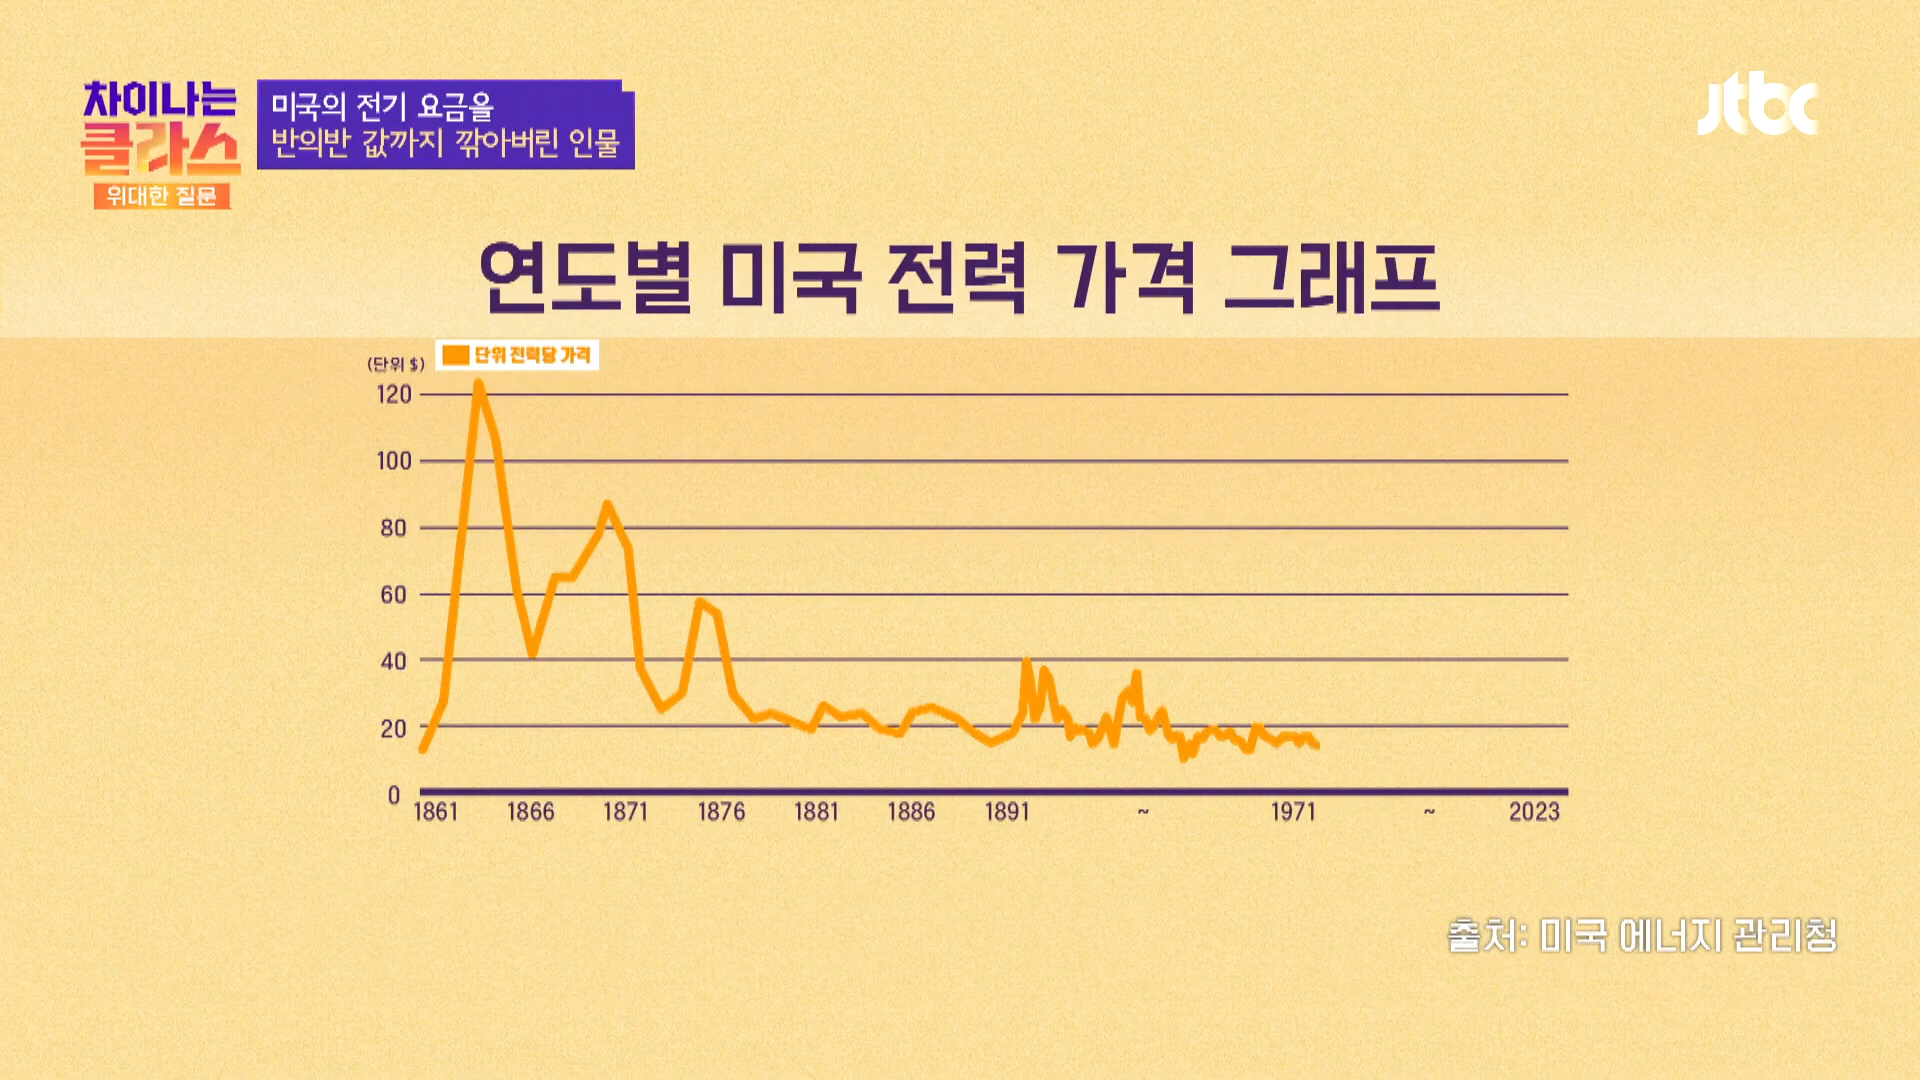 차이나는
클라스
위대한 질문
미국의 전기 요금을
반의반 값까지 깎아버린 인물
jtbc
연도별 미국 전력 가격 그래프
(단위 $)
단위 전력당 가격
120
100
80
60
40
20
0
1861 1866 1871 1876 1881 1886 1891 ~ 1971 ~ 2023
출처: 미국 에너지 관리청